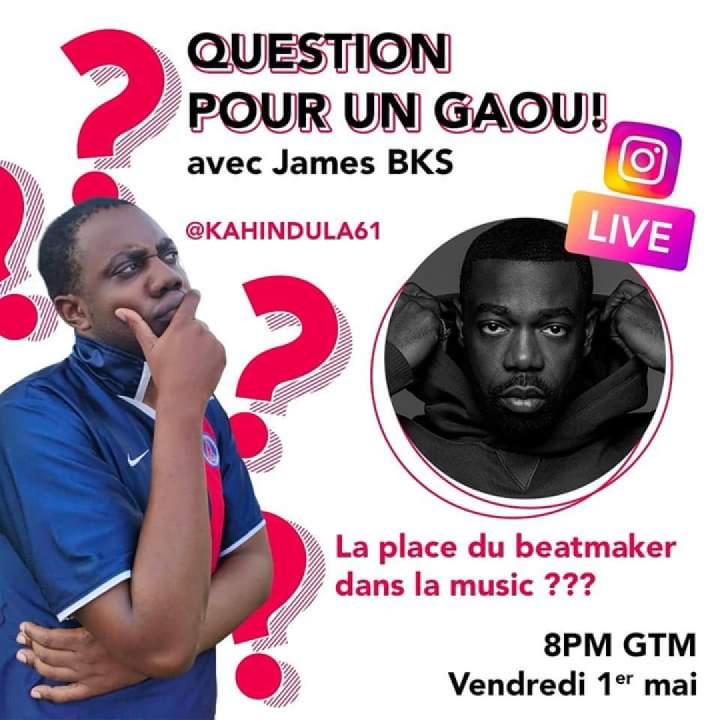 QUESTION
POUR UN GAOU!
avec James BKS
@KAHINDULA61
LIVE
La place du beatmaker
dans la music ???
8PM GTM
Vendredi 1er mai